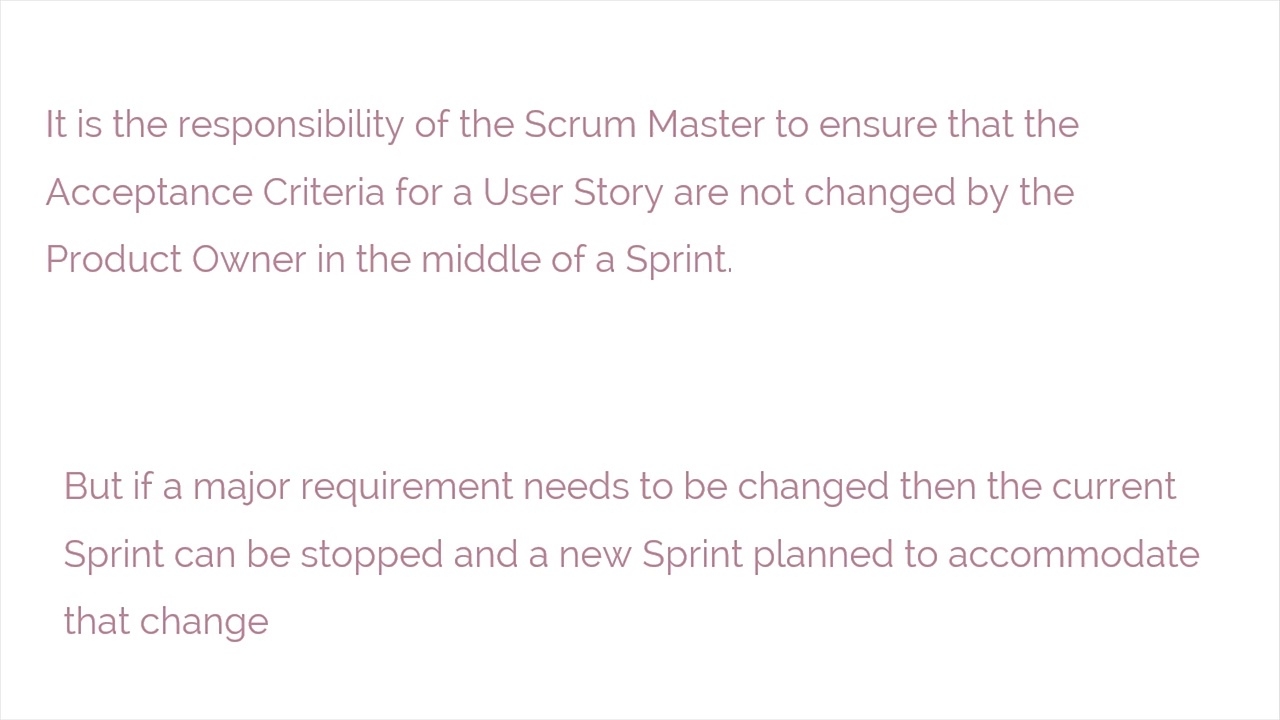 It is the responsibility of the Scrum Master to ensure that the
Acceptance Criteria for a User Story are not changed by the
Product Owner in the middle of a Sprint.
But if a major requirement needs to be changed then the current
Sprint can be stopped and a new Sprint planned to accommodate
that change